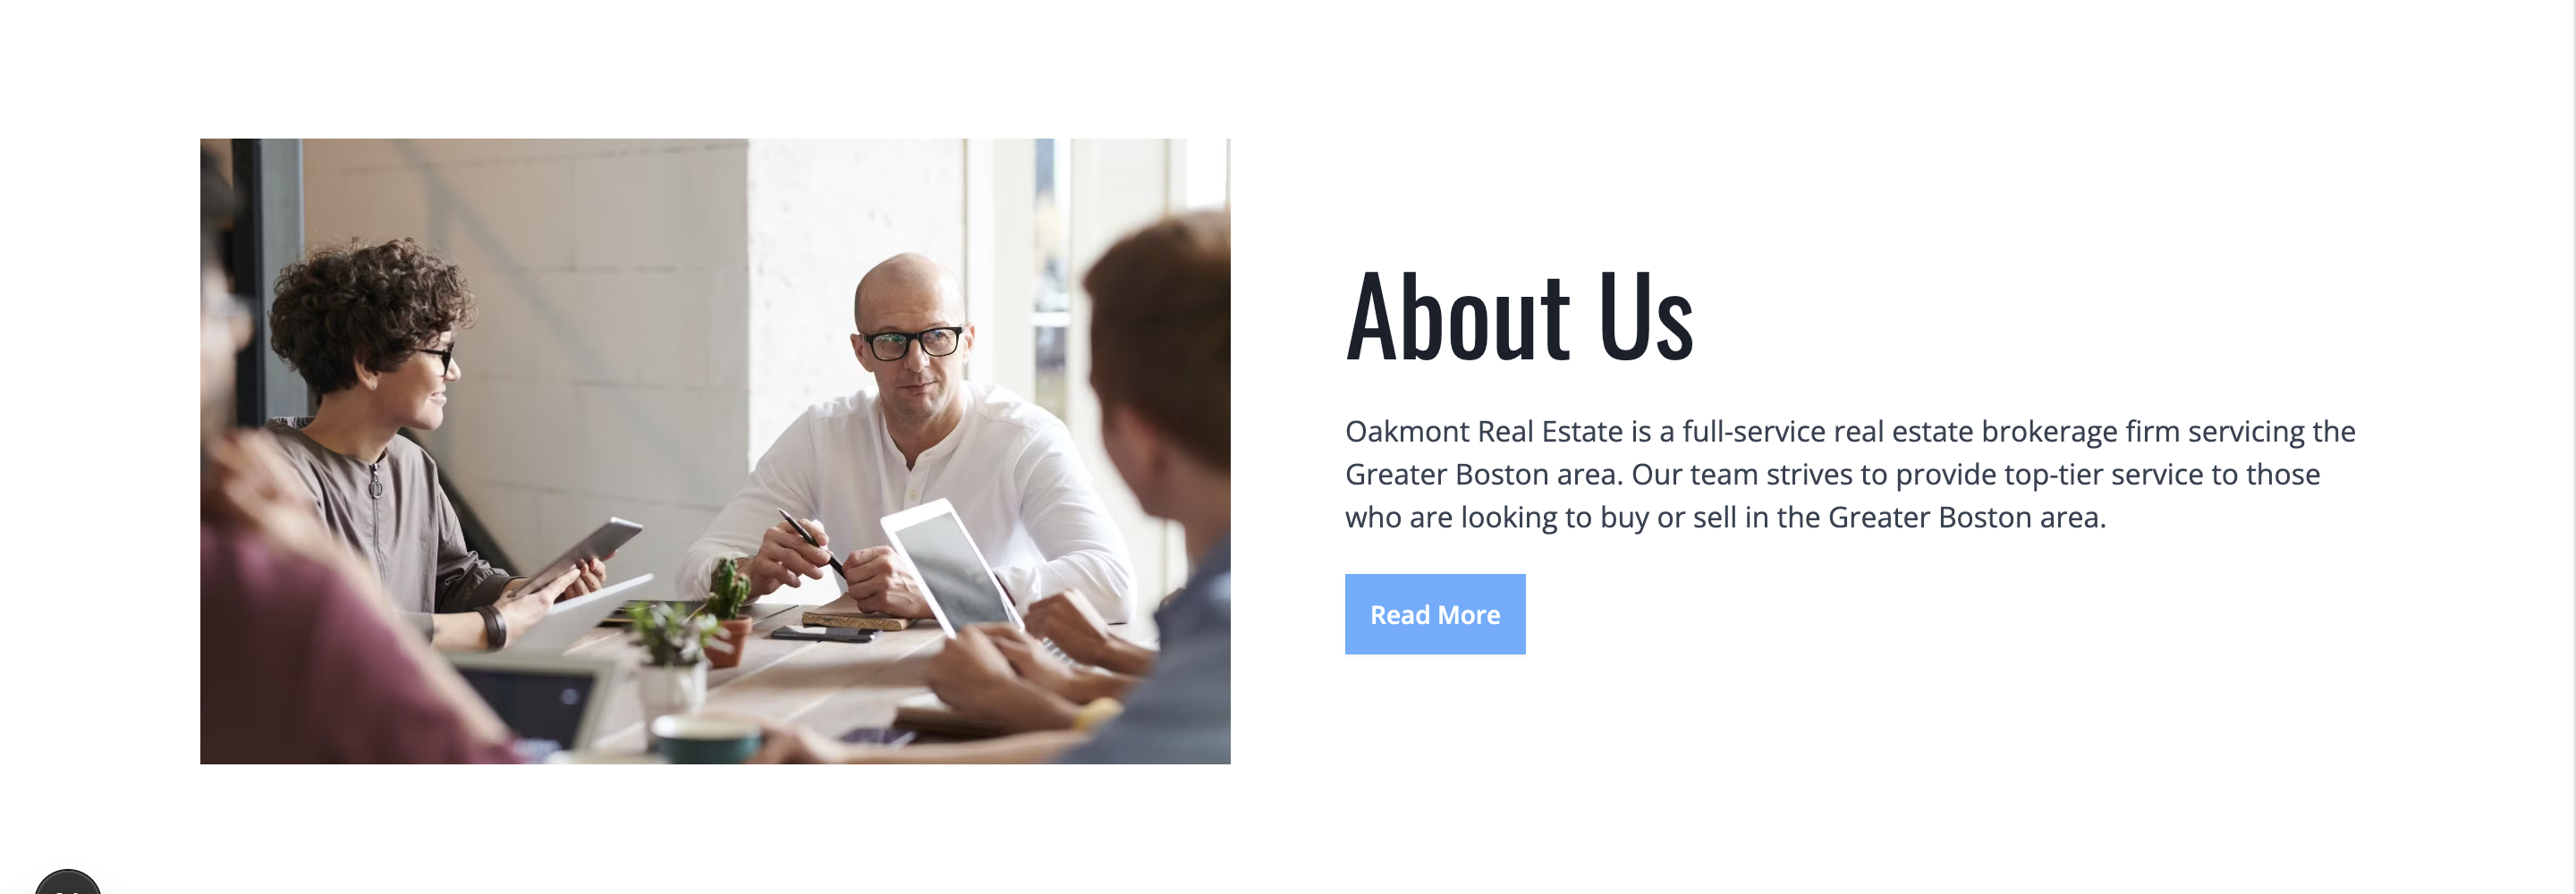 About Us
Oakmont Real Estate is a full-service real estate brokerage firm servicing the
Greater Boston area. Our team strives to provide top-tier service to those
who are looking to buy or sell in the Greater Boston area.
Read More